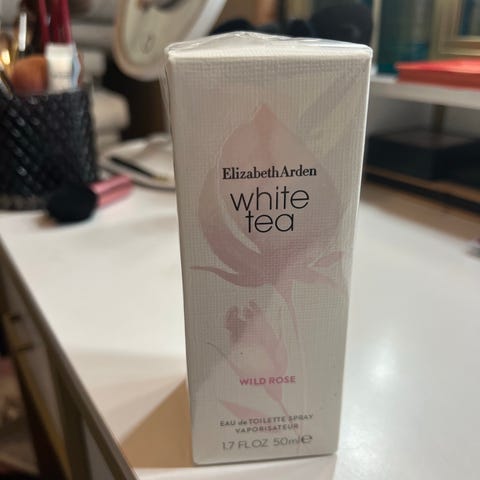 ElizabethArden
white
tea
WILD ROSE
EAU de TOILETTE SPRAY
VAPORISATEUR
1.7 FL OZ 50ml℮